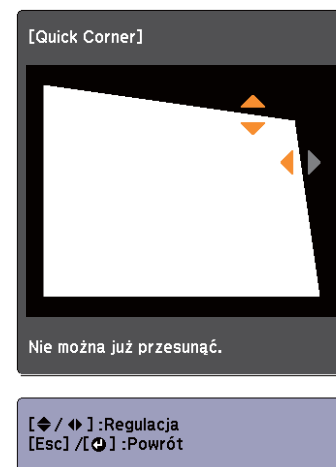 [Quick Corner]
Nie można już przesunąć.
[◆/◆] :Regulacja
[Esc] /[⏎] :Powrót